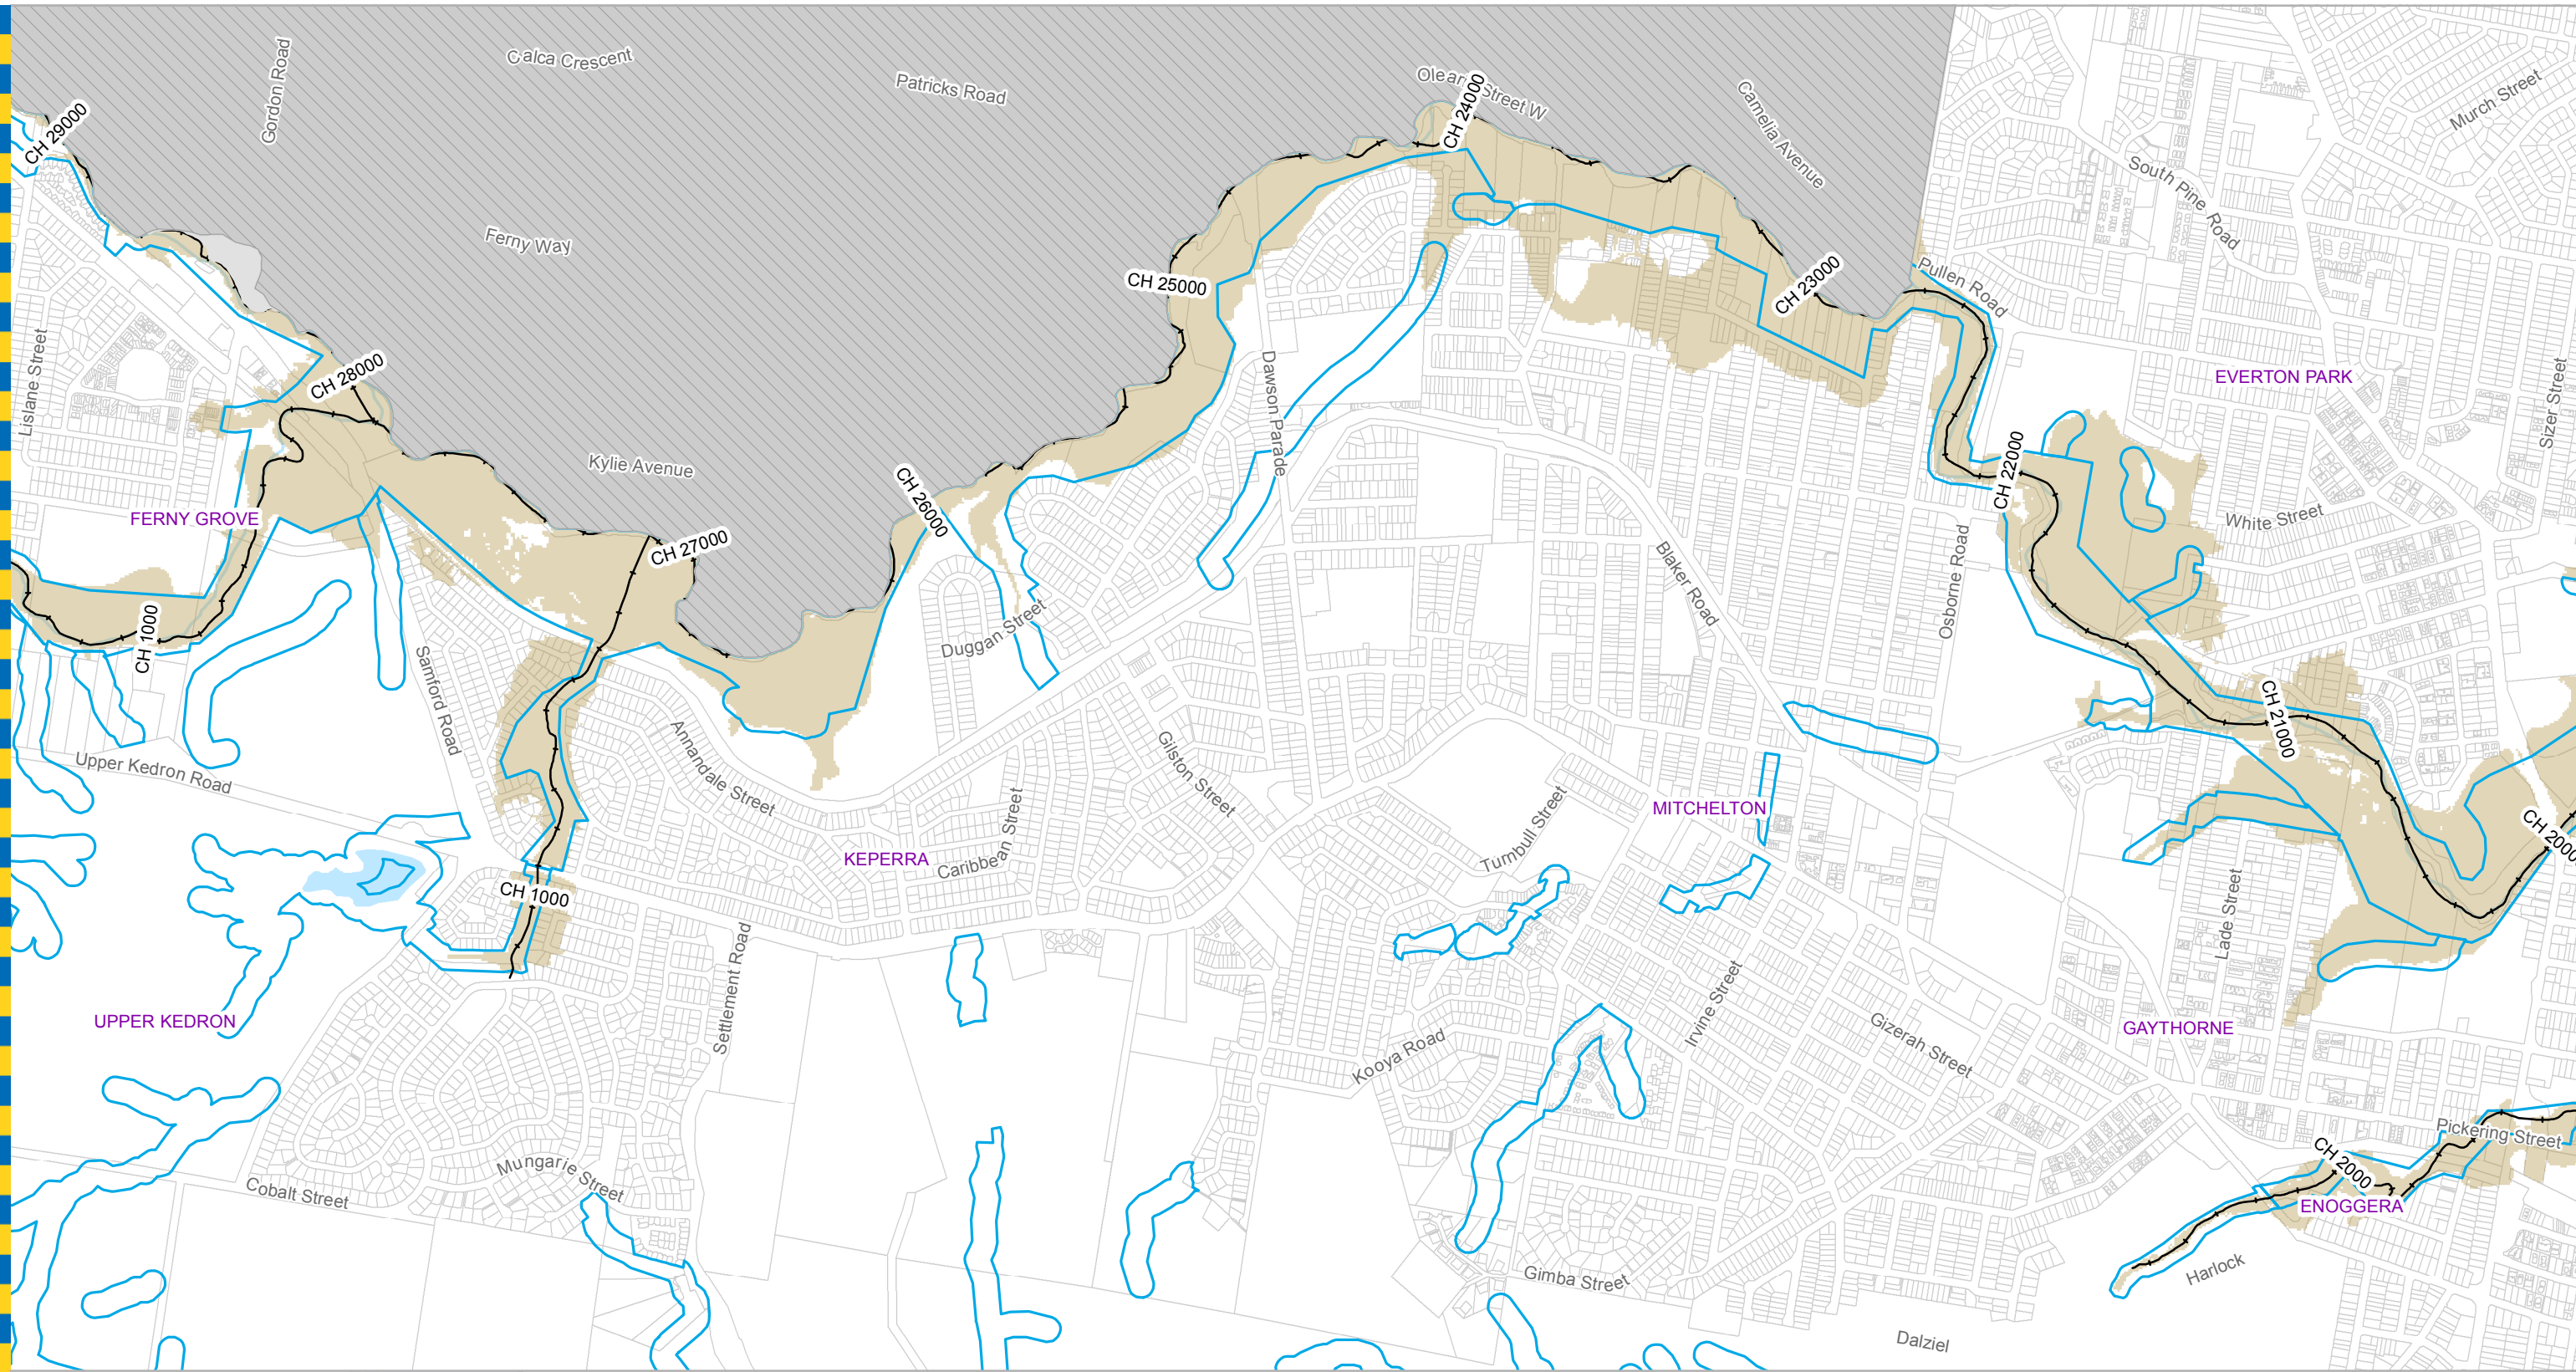 Gordon Road
Calca Crescent
Patricks Road
Oleary Street W
CH 24000
Camelia Avenue
Murch Street
CH 29000
South Pine Road
Ferny Way
CH 25000
CH 23000
Pullen Road
Lislane Street
CH 28000
Dawson Parade
EVERTON PARK
Sizer Street
Kylie Avenue
CH 26000
CH 22000
FERNY GROVE
White Street
CH 27000
Blaker Road
Osborne Road
CH 1000
Duggan Street
Samford Road
CH 21000
Upper Kedron Road
Annandale Street
Gilston Street
MITCHELTON
Turnbull Street
CH 20000
KEPERRA
Caribbean Street
CH 1000
Lade Street
Settlement Road
UPPER KEDRON
Irvine Street
Gizerah Street
GAYTHORNE
Kooya Road
Pickering Street
Mungarie Street
CH 2000
Cobalt Street
ENOGGERA
Harlock
Gimba Street
Dalziel